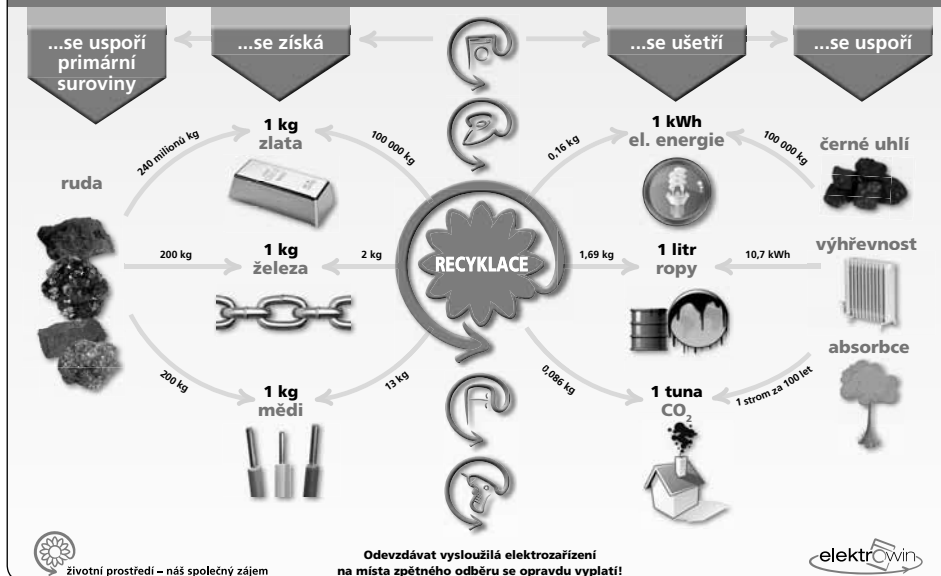 ...se uspoří
primární
suroviny
...se získá
...se ušetří
...se uspoří
ruda
240 milionů kg
1 kg
zlata
100 000 kg
200 kg
1 kg
železa
2 kg
200 kg
1 kg
mědi
13 kg
RECYKLACE
0,16 kg
1 kWh
el. energie
100 000 kg
černé uhlí
1,69 kg
1 litr
ropy
10,7 kWh
výhřevnost
0,086 kg
1 tuna
CO2
1 strom za 100 let
absorbce
životní prostředí – náš společný zájem
Odevzdávat vysloužilá elektrozařízení
na místa zpětného odběru se opravdu vyplatí!
elektrowin